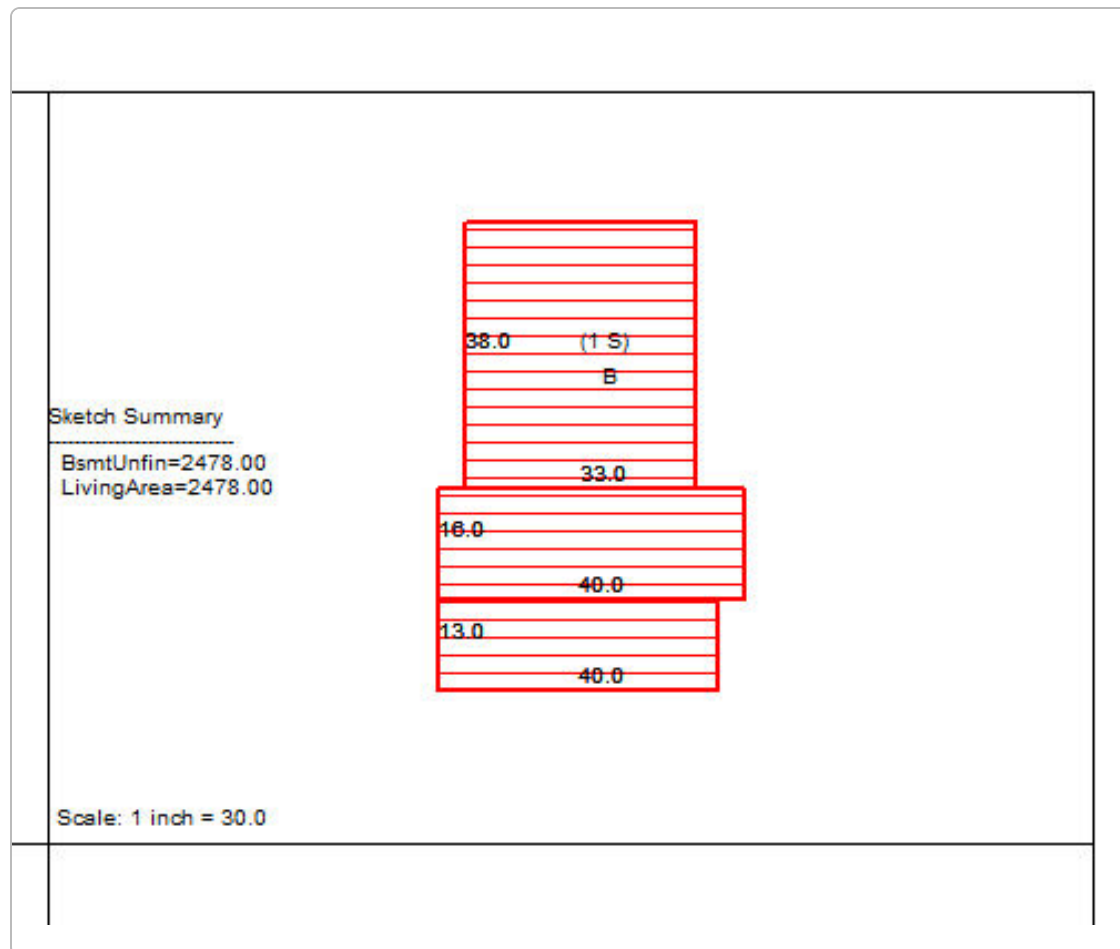 38.0
(1 S)
B
33.0
16.0
40.0
13.0
40.0
Sketch Summary
----------------------------
BsmtUnfin=2478.00
LivingArea=2478.00
Scale: 1 inch = 30.0